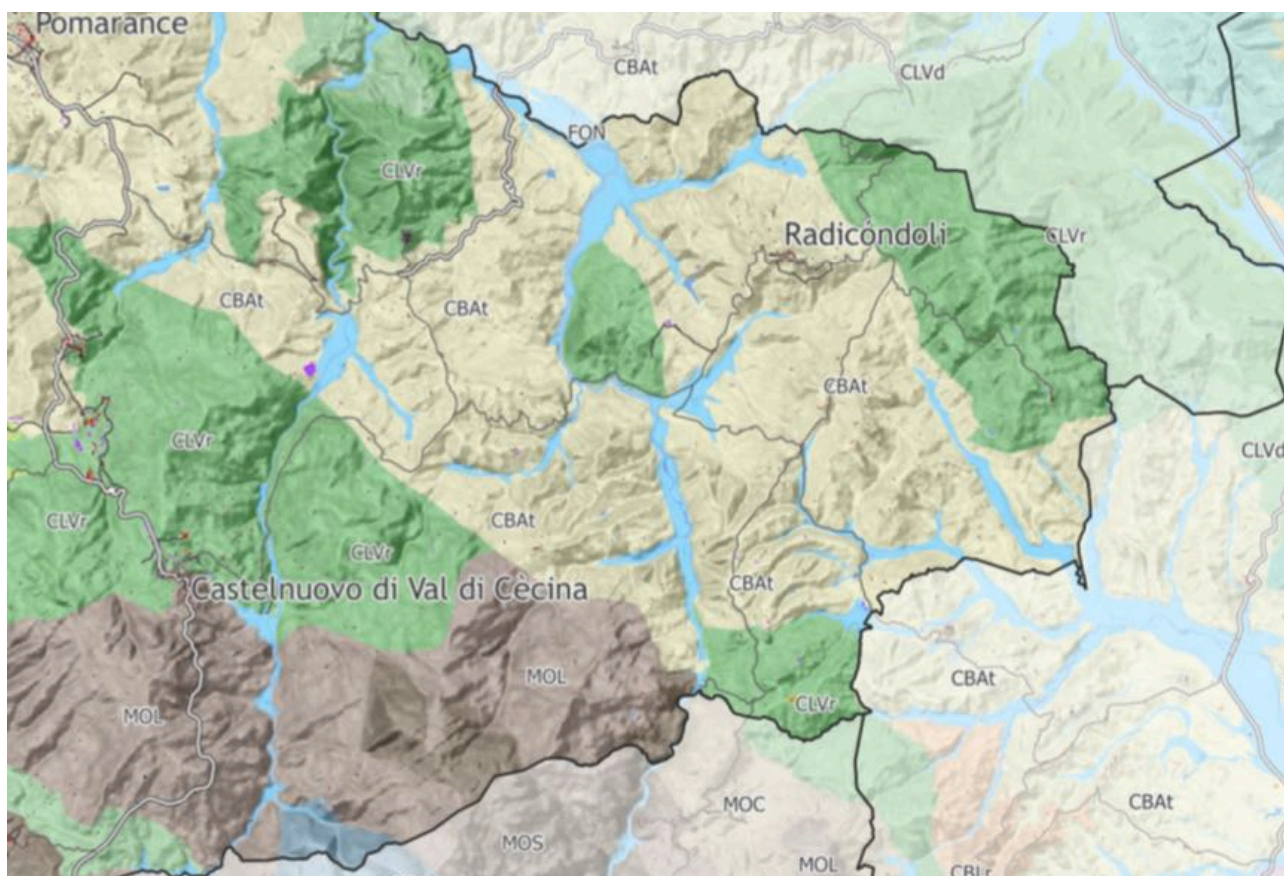 Pomarance
CBAt
CLVd
FON
CLVr
Radicóndoli
CLVr
CBAt
CBAt
CBAt
CLVr
CLVd
CLVr
CBAt
CLVr
CBAt
Castelnuovo di Val di Cècina
MOL
CBAt
MOL
CLVr
MOC
CBAt
MOS
MOL
CBLr